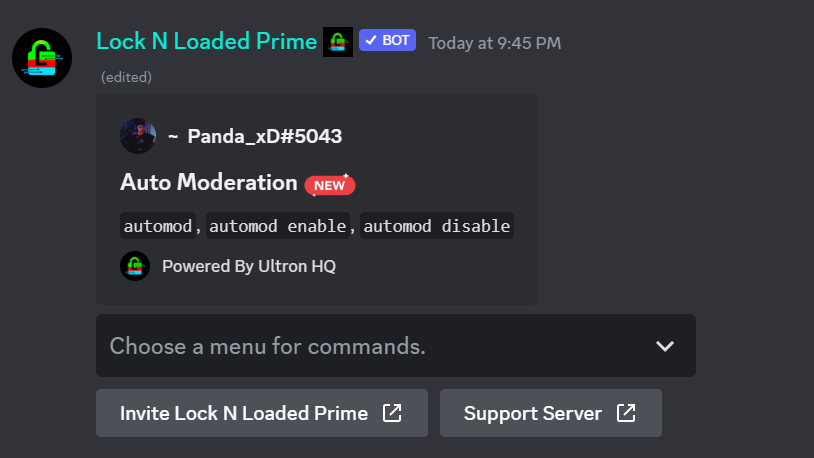 Lock N Loaded Prime BOT Today at 9:45 PM
(edited)
~ Panda_xD#5043
Auto Moderation NEW
automod, automod enable, automod disable
Powered By Ultron HQ
Choose a menu for commands.
Invite Lock N Loaded Prime Support Server